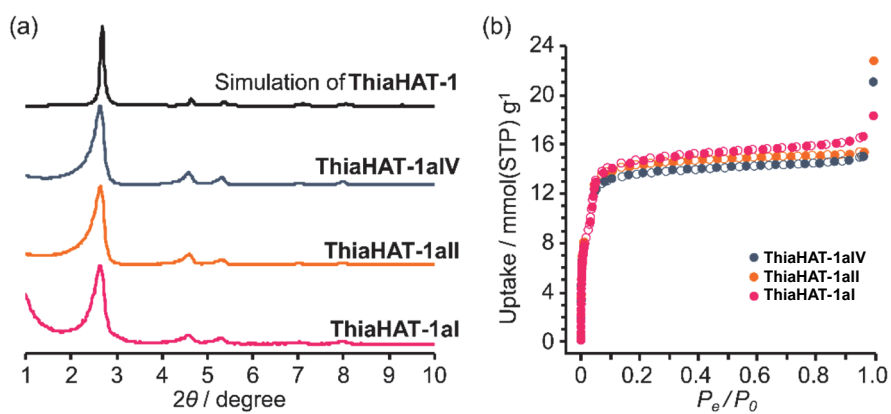 (a)
Simulation of ThiaHAT-1
ThiaHAT-1aIV
ThiaHAT-1aII
ThiaHAT-1aI
1 2 3 4 5 6 7 8 9 10
2θ / degree
(b)
24
20
16
12
8
4
0
Uptake / mmol(STP) g⁻¹
ThiaHAT-1aIV
ThiaHAT-1aII
ThiaHAT-1aI
0 0.2 0.4 0.6 0.8 1.0
Pe/P0